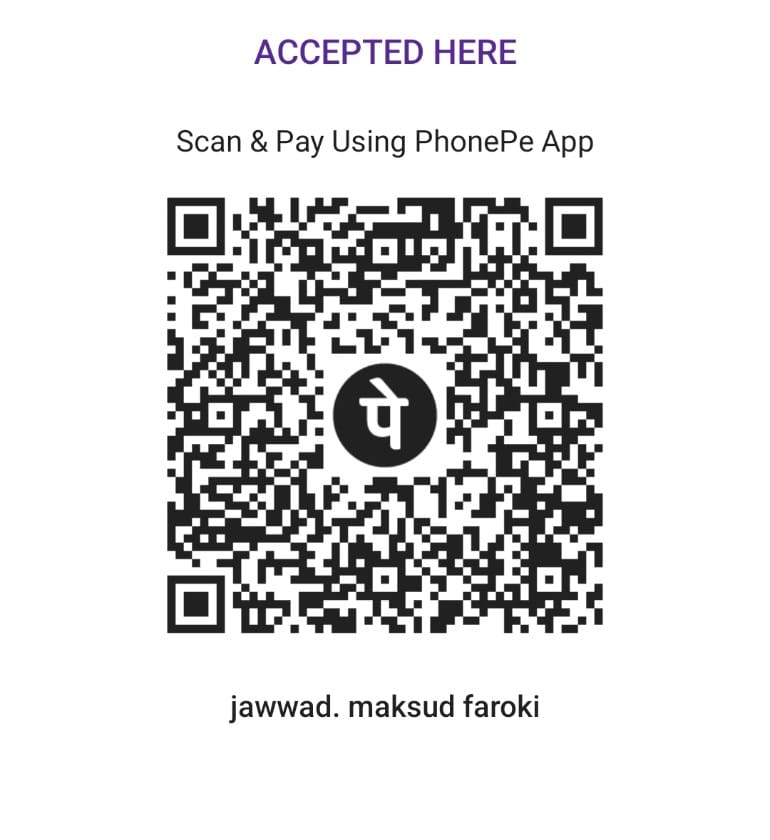 ACCEPTED HERE
Scan & Pay Using PhonePe App
पे
jawwad. maksud faroki